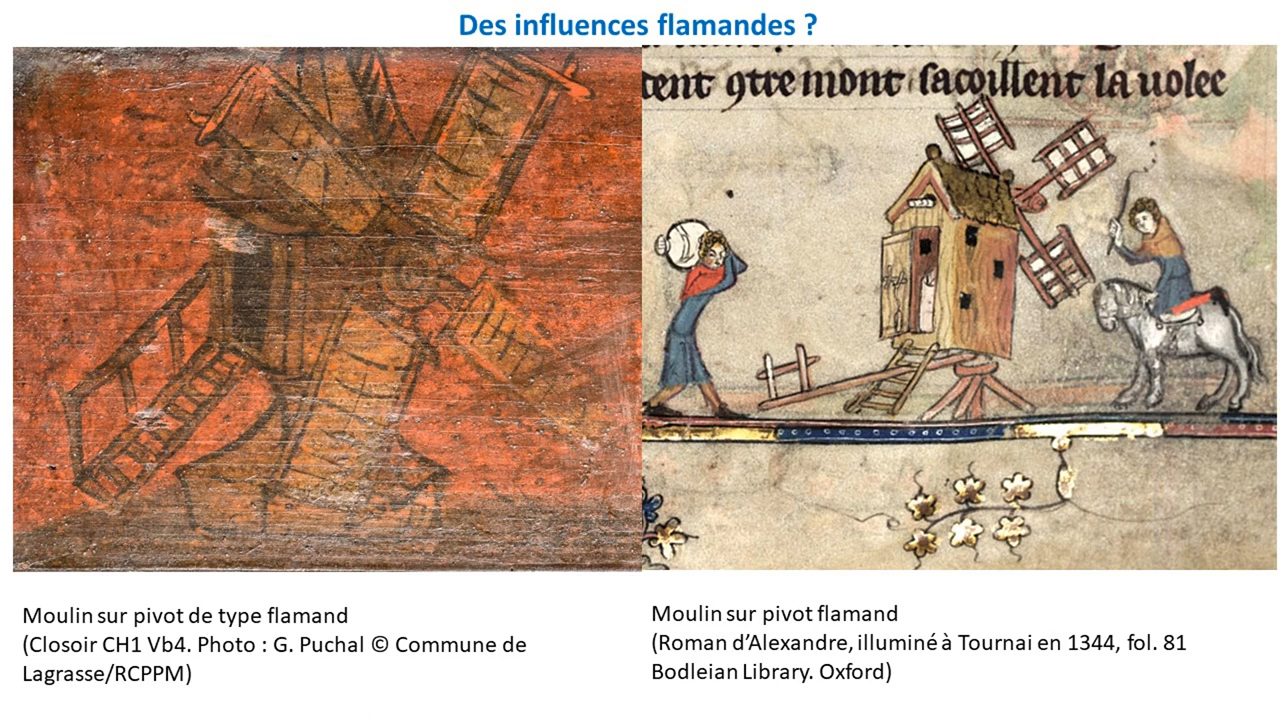 Des influences flamandes ?
tent 9tre mont sacoillent la uolee
Moulin sur pivot de type flamand
(Closoir CH1 Vb4. Photo : G. Puchal © Commune de
Lagrasse/RCPPM)
Moulin sur pivot flamand
(Roman d’Alexandre, illuminé à Tournai en 1344, fol. 81
Bodleian Library. Oxford)